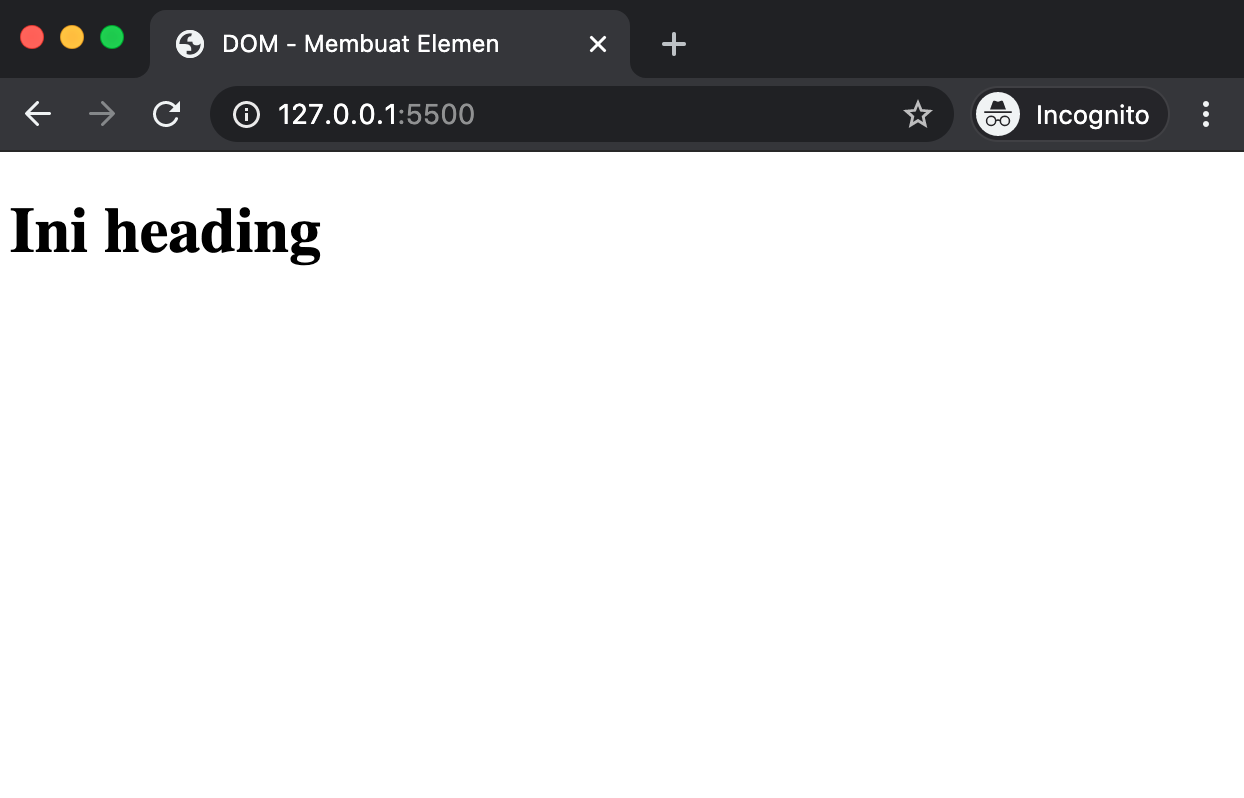 DOM - Membuat Elemen
127.0.0.1:5500
Incognito
Ini heading